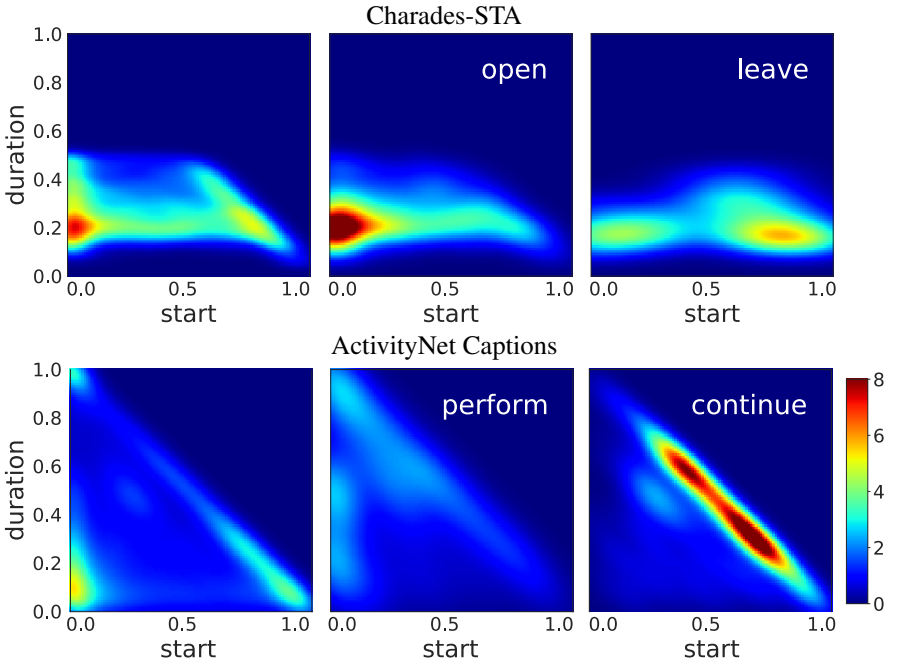 Charades-STA
1.0
0.8
0.6
0.4
0.2
0.0
duration
open
leave
0.0 0.5 1.0
0.0 0.5 1.0
0.0 0.5 1.0
start
start
start
ActivityNet Captions
1.0
0.8
0.6
0.4
0.2
0.0
duration
perform
continue
8
6
4
2
0
0.0 0.5 1.0
0.0 0.5 1.0
0.0 0.5 1.0
start
start
start